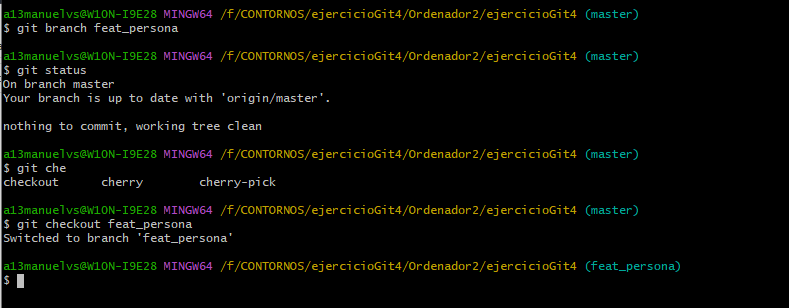 a13manuelvs@W10N-I9E28 MINGW64 /f/CONTORNOS/ejercicioGit4/Ordenador2/ejercicioGit4 (master)
$ git branch feat_persona
a13manuelvs@W10N-I9E28 MINGW64 /f/CONTORNOS/ejercicioGit4/Ordenador2/ejercicioGit4 (master)
$ git status
On branch master
Your branch is up to date with 'origin/master'.
nothing to commit, working tree clean
a13manuelvs@W10N-I9E28 MINGW64 /f/CONTORNOS/ejercicioGit4/Ordenador2/ejercicioGit4 (master)
$ git che
checkout cherry cherry-pick
a13manuelvs@W10N-I9E28 MINGW64 /f/CONTORNOS/ejercicioGit4/Ordenador2/ejercicioGit4 (master)
$ git checkout feat_persona
Switched to branch 'feat_persona'
a13manuelvs@W10N-I9E28 MINGW64 /f/CONTORNOS/ejercicioGit4/Ordenador2/ejercicioGit4 (feat_persona)
$